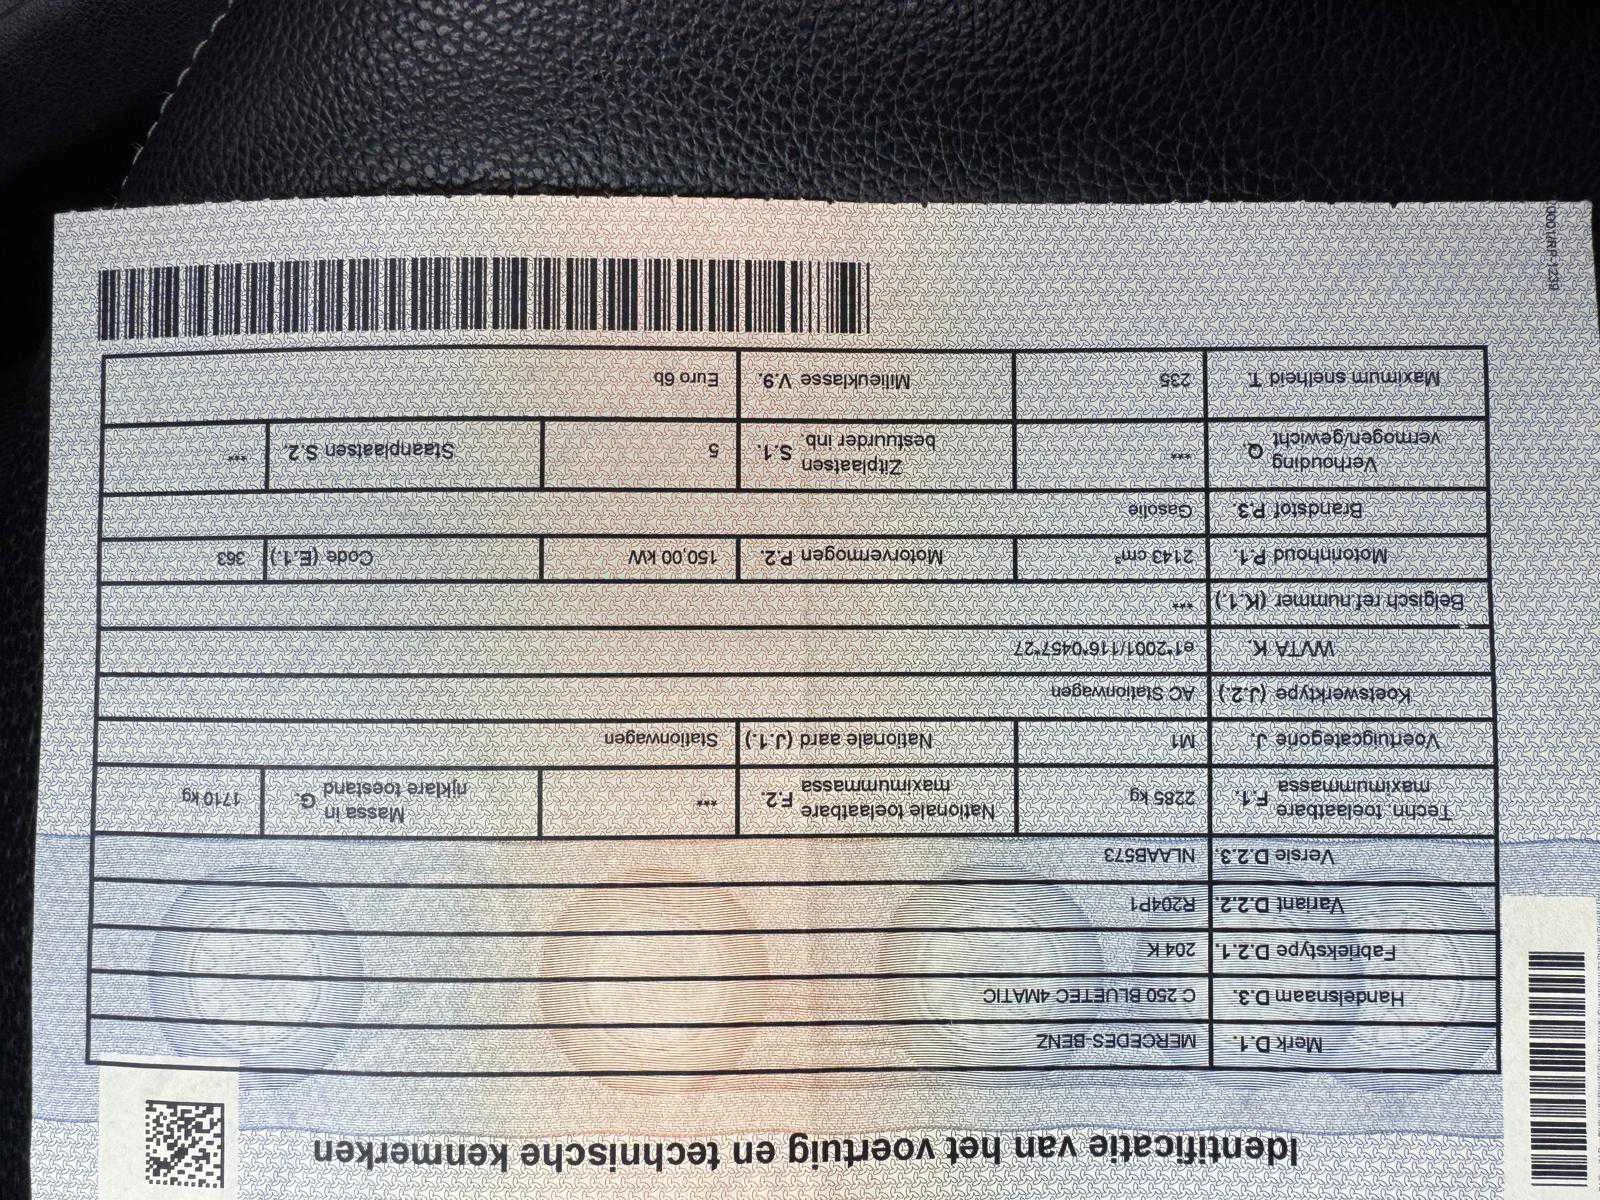 Identificatie van het voertuig en technische kenmerken
Merk D.1. MERCEDES-BENZ
Handelsnaam D.3. C 250 BLUETEC 4MATIC
Fabriekstype D.2.1. 204 K
Variant D.2.2. R204P1
Versie D.2.3. NLAAB573
Techn. toelaatbare maximummassa F.1. 2285 kg Nationale toelaatbare maximummassa F.2. *** Massa in rijklare toestand G. 1710 kg
Voertuigcategorie J. M1 Nationale aard (J.1.) Stationwagen
Koetswerktype (J.2.) AC Stationwagen
WVTA K. e1*2001/116*0457*27
Belgisch ref.nummer (K.1.) ***
Motorinhoud P.1. 2143 cm³ Motorvermogen P.2. 150,00 kW Code (E.1.) 363
Brandstof P.3. Gasolie
Verhouding vermogen/gewicht Q. *** Zitplaatsen bestuurder inb. S.1. 5 Staanplaatsen S.2. ***
Maximum snelheid T. 235 Milieuklasse V.9. Euro 6b